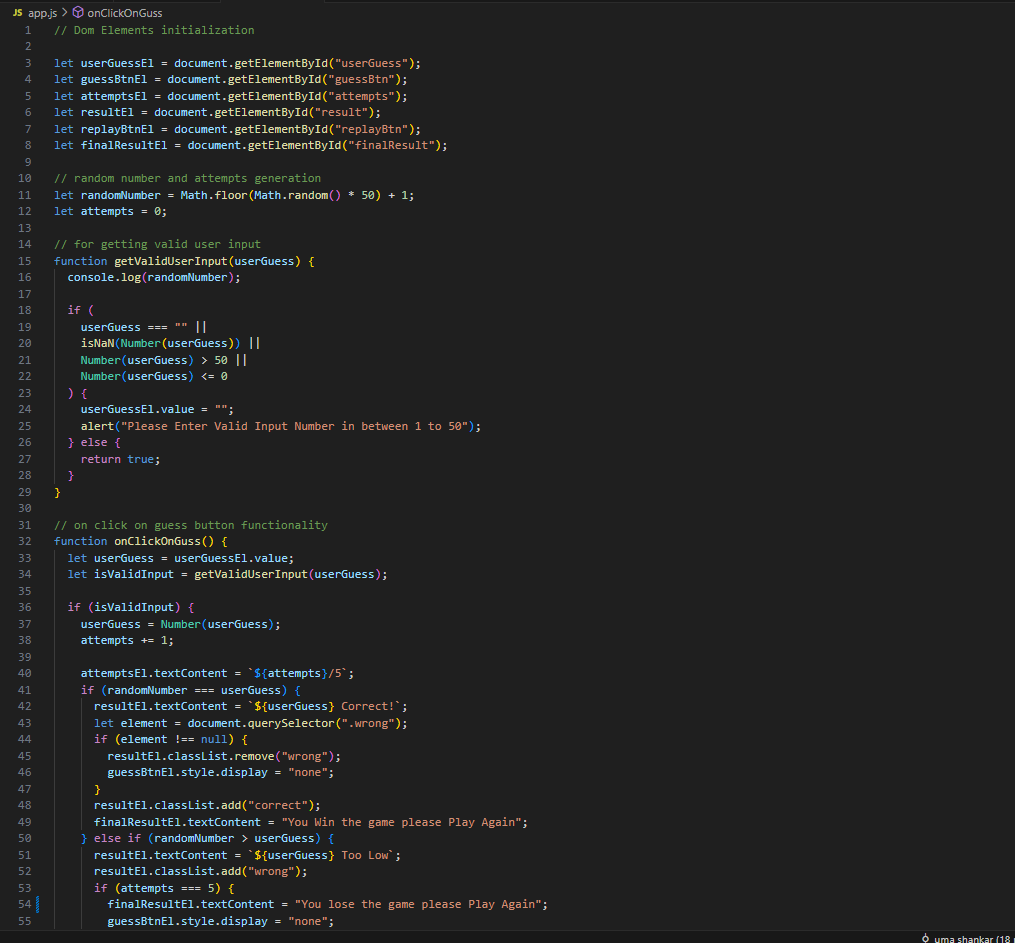 JS app.js > onClickOnGuss
1 // Dom Elements initialization
2
3 let userGuessEl = document.getElementById("userGuess");
4 let guessBtnEl = document.getElementById("guessBtn");
5 let attemptsEl = document.getElementById("attempts");
6 let resultEl = document.getElementById("result");
7 let replayBtnEl = document.getElementById("replayBtn");
8 let finalResultEl = document.getElementById("finalResult");
9
10 // random number and attempts generation
11 let randomNumber = Math.floor(Math.random() * 50) + 1;
12 let attempts = 0;
13
14 // for getting valid user input
15 function getValidUserInput(userGuess) {
16 console.log(randomNumber);
17
18 if (
19 userGuess === "" ||
20 isNaN(Number(userGuess)) ||
21 Number(userGuess) > 50 ||
22 Number(userGuess) <= 0
23 ) {
24 userGuessEl.value = "";
25 alert("Please Enter Valid Input Number in between 1 to 50");
26 } else {
27 return true;
28 }
29 }
30
31 // on click on guess button functionality
32 function onClickOnGuss() {
33 let userGuess = userGuessEl.value;
34 let isValidInput = getValidUserInput(userGuess);
35
36 if (isValidInput) {
37 userGuess = Number(userGuess);
38 attempts += 1;
39
40 attemptsEl.textContent = `${attempts}/5`;
41 if (randomNumber === userGuess) {
42 resultEl.textContent = `${userGuess} Correct!`;
43 let element = document.querySelector(".wrong");
44 if (element !== null) {
45 resultEl.classList.remove("wrong");
46 guessBtnEl.style.display = "none";
47 }
48 resultEl.classList.add("correct");
49 finalResultEl.textContent = "You Win the game please Play Again";
50 } else if (randomNumber > userGuess) {
51 resultEl.textContent = `${userGuess} Too Low`;
52 resultEl.classList.add("wrong");
53 if (attempts === 5) {
54 finalResultEl.textContent = "You lose the game please Play Again";
55 guessBtnEl.style.display = "none";
uma shankar (18